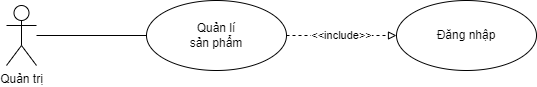 Quản lí
sản phẩm
<<include>>
Đăng nhập
Quản trị